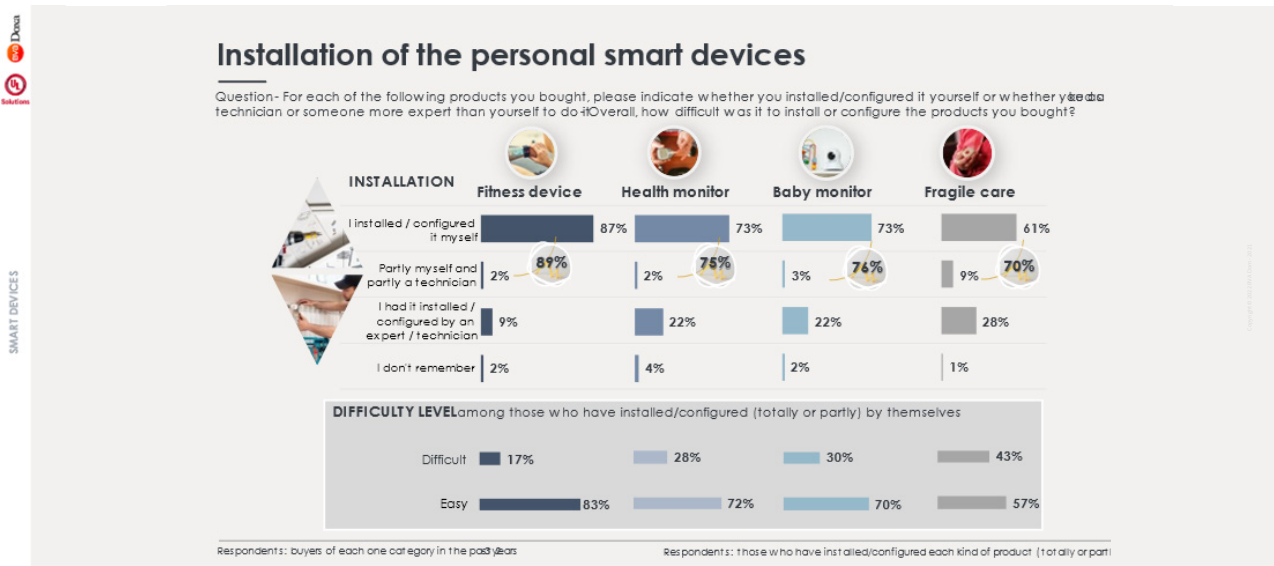 Doxa
UL
Solutions
SMART DEVICES
Installation of the personal smart devices
Question- For each of the following products you bought, please indicate whether you installed/configured it yourself or whether
technician or someone more expert than yourself to do it Overall, how difficult was it to install or configure the products you bought?
INSTALLATION
Fitness device Health monitor Baby monitor Fragile care
I installed / configured it myself 87% 73% 73% 61%
89% 75% 76% 70%
Partly myself and partly a technician 2% 2% 3% 9%
I had it installed / configured by an expert / technician 9% 22% 22% 28%
I don't remember 2% 4% 2% 1%
DIFFICULTY LEVEL among those who have installed/configured (totally or partly) by themselves
Difficult 17% 28% 30% 43%
Easy 83% 72% 70% 57%
Respondents: buyers of each one category in the past years
Respondents: those who have installed/configured each kind of product (totally or part